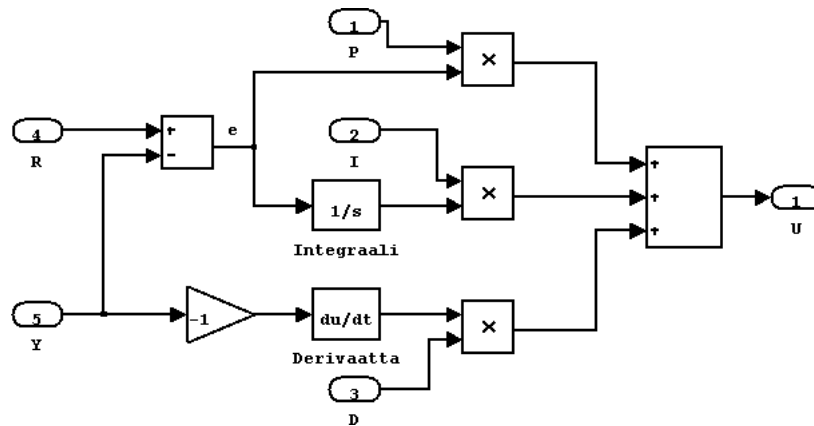 1
P
×
4
R
+
-
e
2
I
1/s
Integraali
×
+
+
+
1
U
5
Y
-1
du/dt
Derivaatta
×
3
D